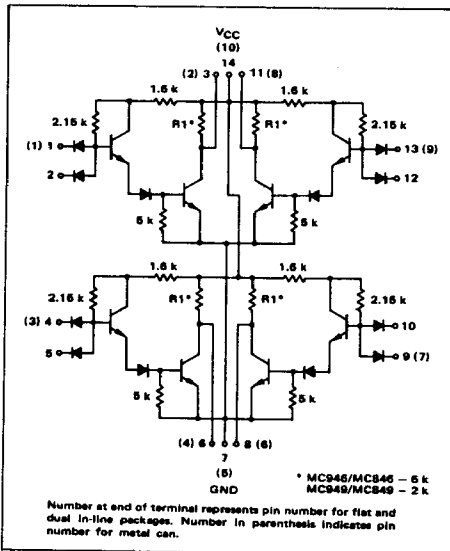 VCC
(10)
14
(2) 3
11 (8)
1.6 k
1.6 k
2.15 k
R1*
R1*
2.15 k
(1) 1
13 (9)
2
12
5 k
5 k
1.6 k
1.6 k
2.15 k
R1*
R1*
2.15 k
(3) 4
10
5
9 (7)
5 k
5 k
(4) 6
8 (6)
7
(5)
GND
* MC946/MC846 – 6 k
MC949/MC849 – 2 k
Number at end of terminal represents pin number for flat and
dual in-line packages. Number in parenthesis indicates pin
number for metal can.